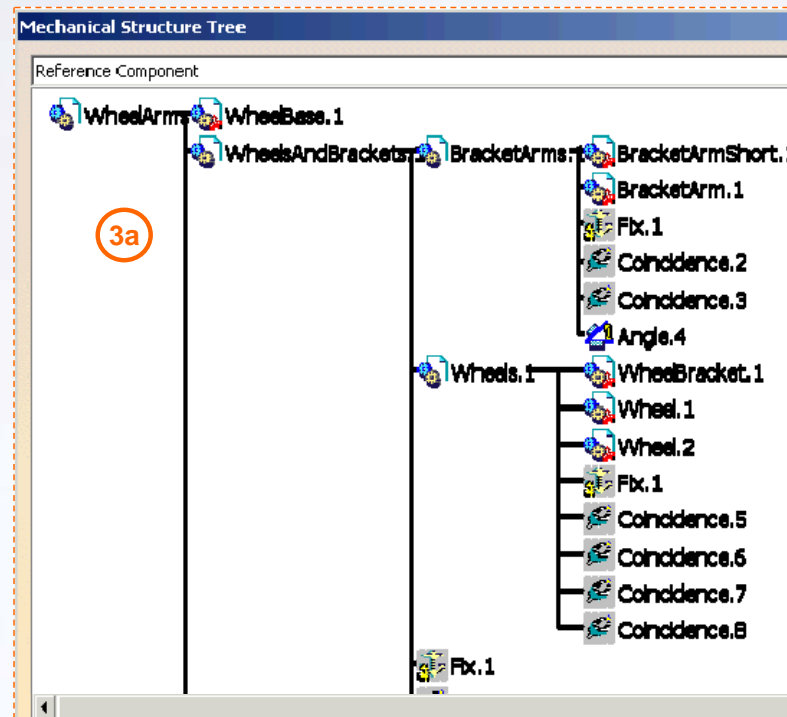 Mechanical Structure Tree
Reference Component
WheelArms WheelBase.1
WheelsAndBrackets. BracketArms.1 BracketArmShort.1
BracketArm.1
3a
Fix.1
Coincidence.2
Coincidence.3
Angle.4
Wheels.1 WheelBracket.1
Wheel.1
Wheel.2
Fix.1
Coincidence.5
Coincidence.6
Coincidence.7
Coincidence.8
Fix.1